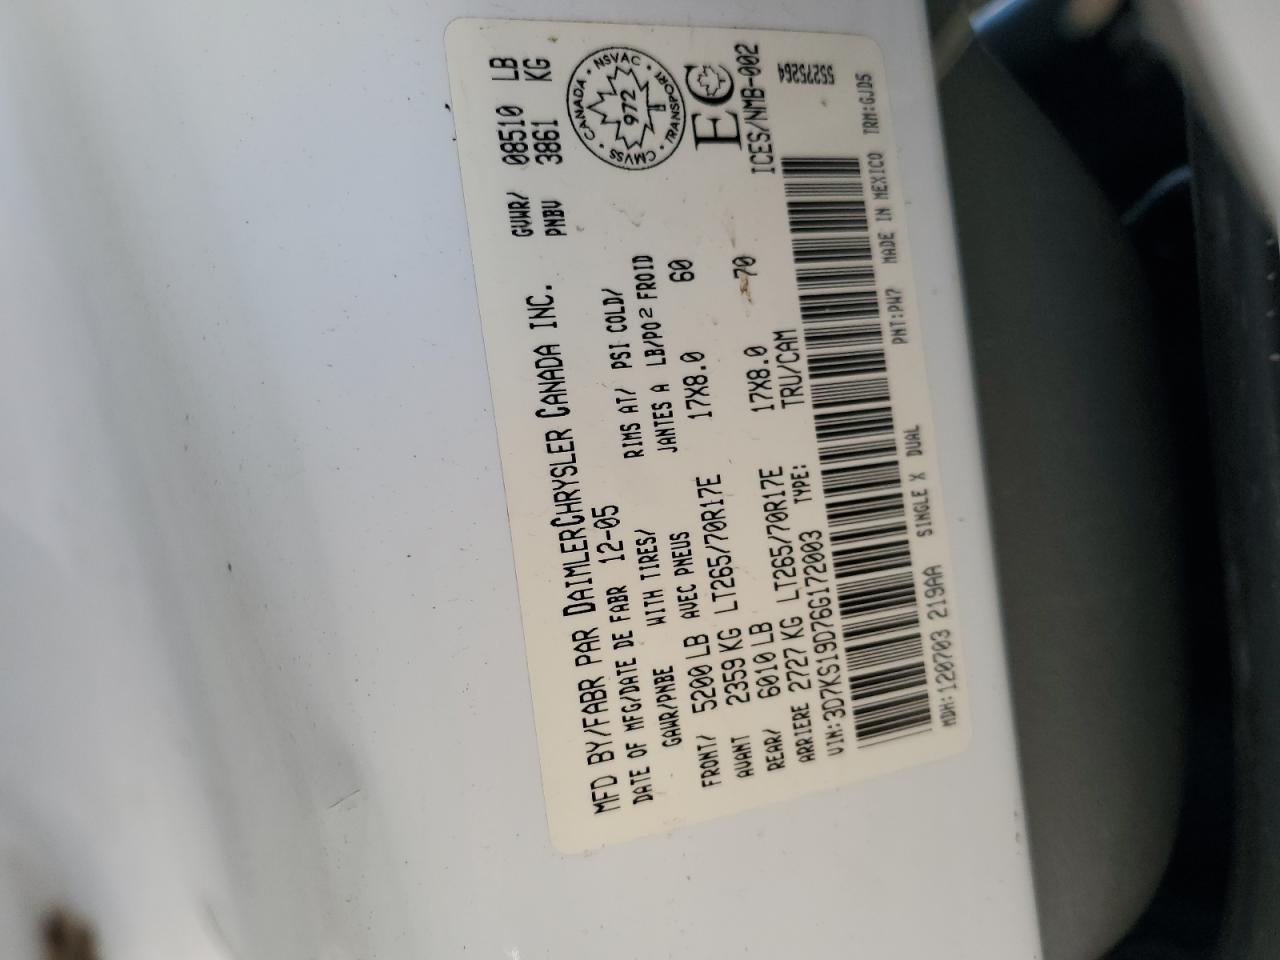 MFD BY/FABR PAR DAIMLERCHRYSLER CANADA INC.
GVWR/ 08510 LB
PNBV 3861 KG
DATE OF MFG/DATE DE FABR 12-05
GAWR/PNBE WITH TIRES/ RIMS AT/ PSI COLD/
AVEC PNEUS JANTES A LB/PO² FROID
FRONT/ 5200 LB
AVANT 2359 KG LT265/70R17E 17X8.0 60
REAR/ 6010 LB
ARRIERE 2727 KG LT265/70R17E 17X8.0 70
VIN:3D7KS19D76G172003 TYPE: TRU/CAM
SINGLE X DUAL
MDH:120703 219AA PNT:PW7 MADE IN MEXICO TRM:GJD5
CANADA • NSVAC • TRANSPORT • CMVSS •
972
EC
ICES/NMB-002
55275264